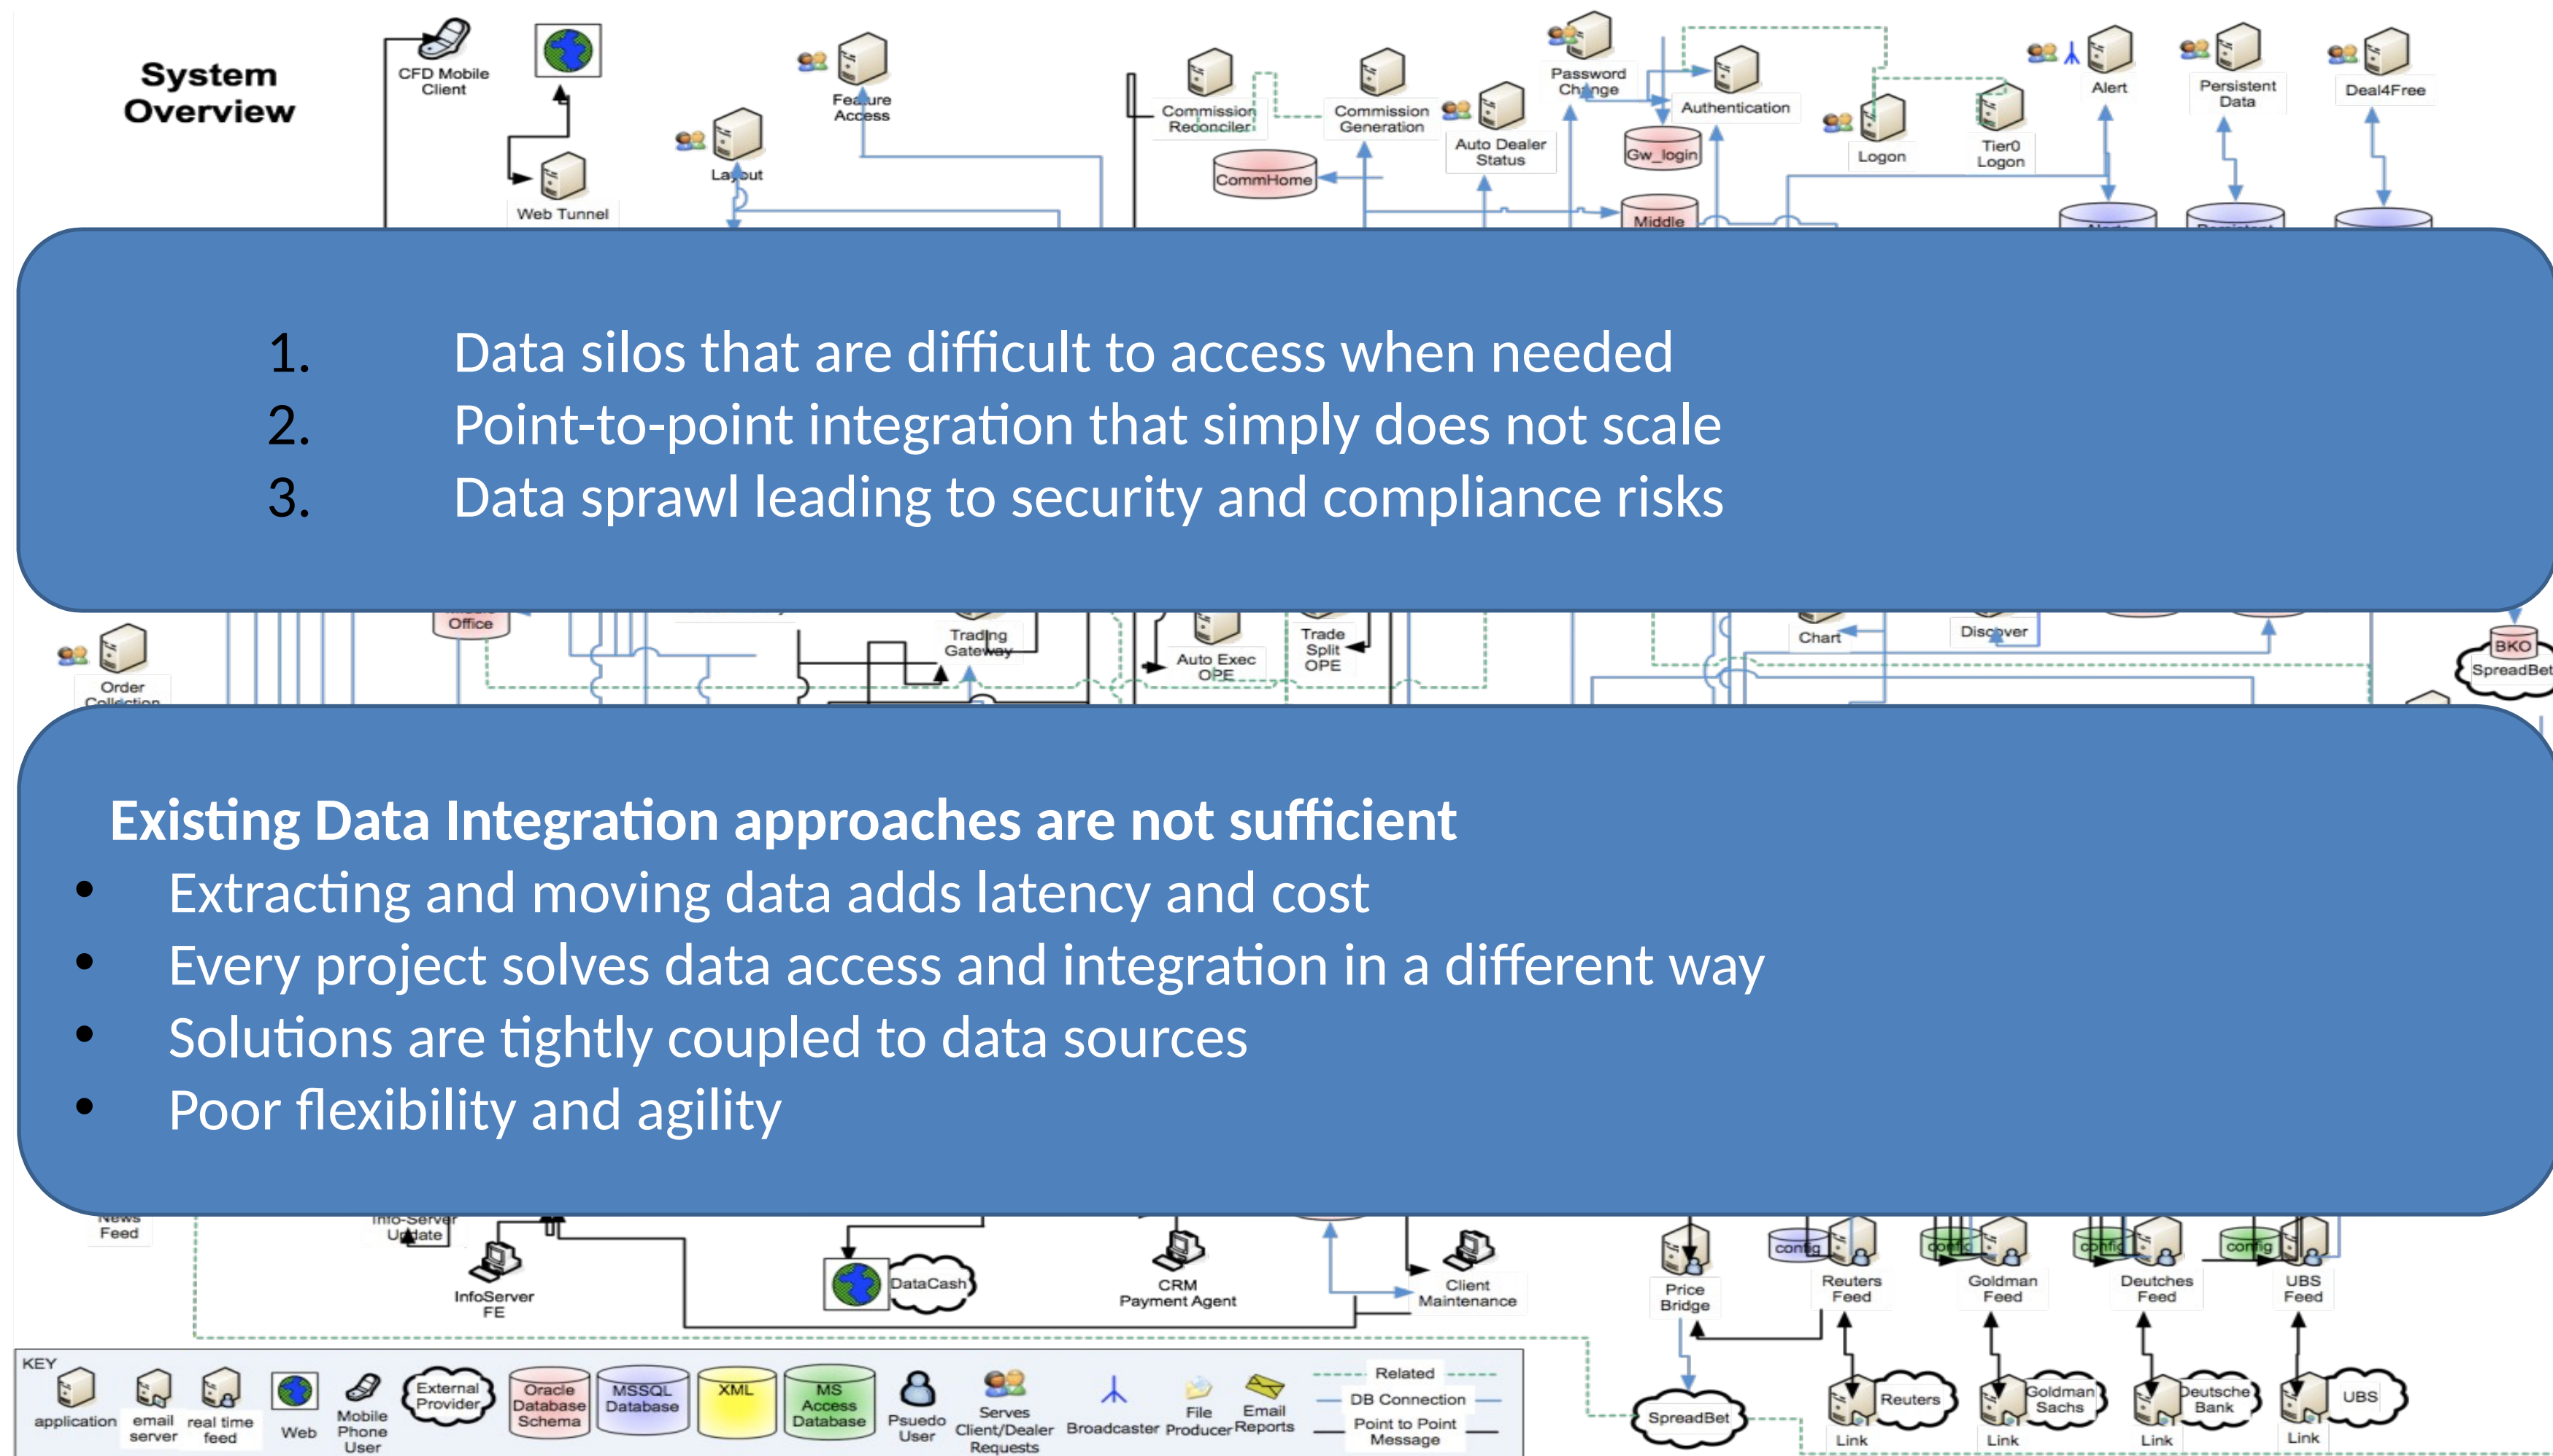 System
Overview
CFD Mobile
Client
Feature
Access
Layout
Web Tunnel
Commission
Reconciler
Commission
Generation
CommHome
Auto Dealer
Status
Password
Change
Authentication
Gw_login
Middle
Logon
Tier0
Logon
Alert
Persistent
Data
Deal4Free
1. Data silos that are difficult to access when needed
2. Point-to-point integration that simply does not scale
3. Data sprawl leading to security and compliance risks
Office
Order
Collection
Trading
Gateway
Auto Exec
OPE
Trade
Split
OPE
Chart
Discover
BKO
SpreadBet
Existing Data Integration approaches are not sufficient
• Extracting and moving data adds latency and cost
• Every project solves data access and integration in a different way
• Solutions are tightly coupled to data sources
• Poor flexibility and agility
News
Feed
Info-Server
Update
InfoServer
FE
DataCash
CRM
Payment Agent
Client
Maintenance
Price
Bridge
config
Reuters
Feed
config
Goldman
Feed
config
Deutches
Feed
config
UBS
Feed
SpreadBet
Reuters
Link
Goldman
Sachs
Link
Deutsche
Bank
Link
UBS
Link
KEY
application
email
server
real time
feed
Web
Mobile
Phone
User
External
Provider
Oracle
Database
Schema
MSSQL
Database
XML
MS
Access
Database
Psuedo
User
Serves
Client/Dealer
Requests
Broadcaster
File
Producer
Email
Reports
Related
DB Connection
Point to Point
Message